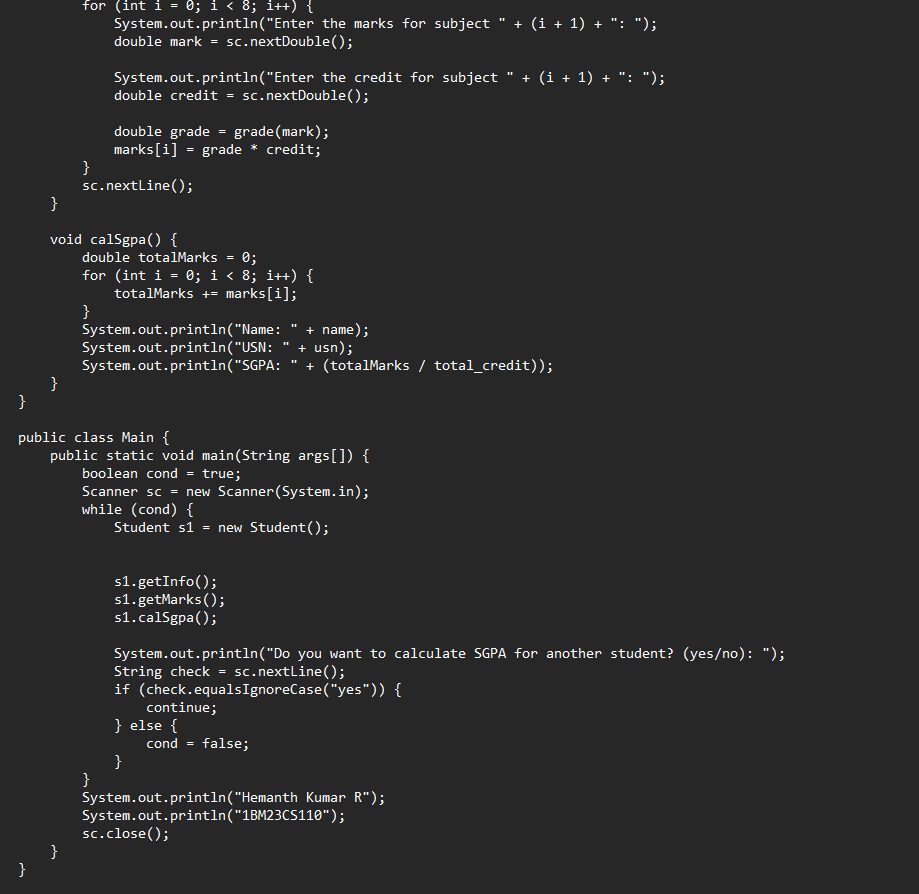 for (int i = 0; i < 8; i++) {
            System.out.println("Enter the marks for subject " + (i + 1) + ": ");
            double mark = sc.nextDouble();

            System.out.println("Enter the credit for subject " + (i + 1) + ": ");
            double credit = sc.nextDouble();

            double grade = grade(mark);
            marks[i] = grade * credit;
        }
        sc.nextLine();
    }

    void calSgpa() {
        double totalMarks = 0;
        for (int i = 0; i < 8; i++) {
            totalMarks += marks[i];
        }
        System.out.println("Name: " + name);
        System.out.println("USN: " + usn);
        System.out.println("SGPA: " + (totalMarks / total_credit));
    }
}

public class Main {
    public static void main(String args[]) {
        boolean cond = true;
        Scanner sc = new Scanner(System.in);
        while (cond) {
            Student s1 = new Student();


            s1.getInfo();
            s1.getMarks();
            s1.calSgpa();

            System.out.println("Do you want to calculate SGPA for another student? (yes/no): ");
            String check = sc.nextLine();
            if (check.equalsIgnoreCase("yes")) {
                continue;
            } else {
                cond = false;
            }
        }
        System.out.println("Hemanth Kumar R");
        System.out.println("1BM23CS110");
        sc.close();
    }
}